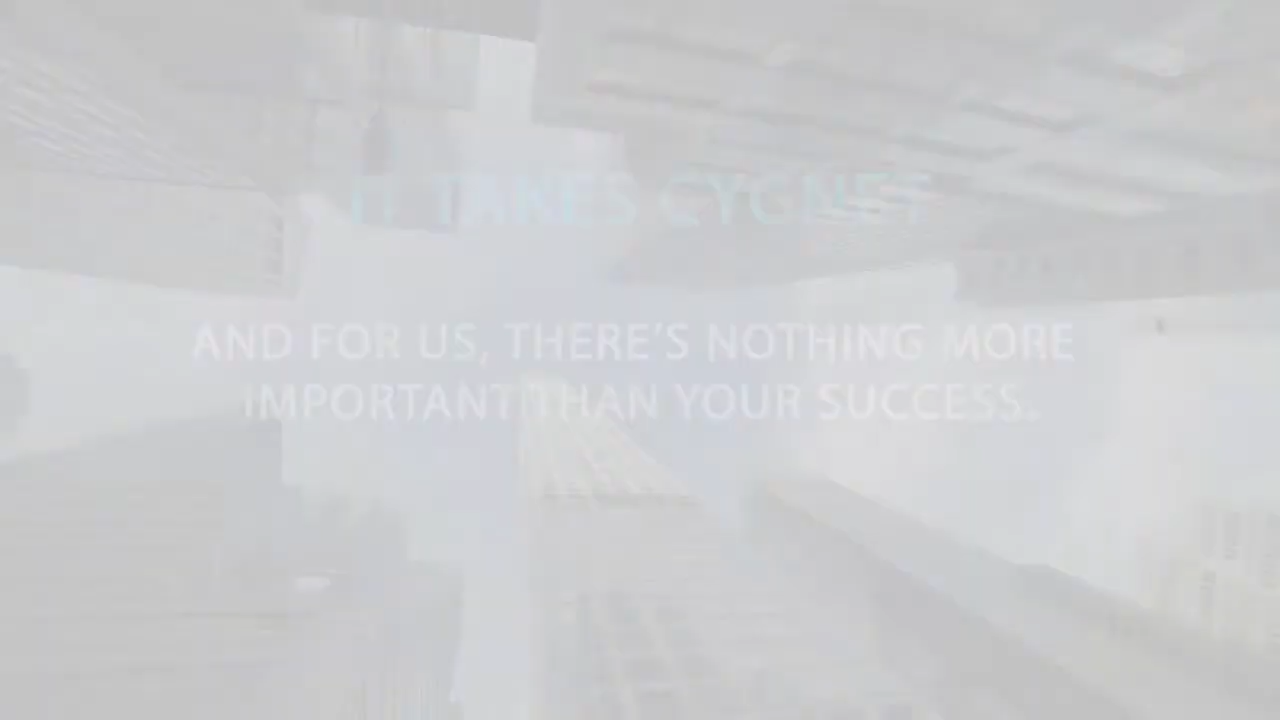 IT TAKES CYGNET
AND FOR US, THERE'S NOTHING MORE
IMPORTANT THAN YOUR SUCCESS.